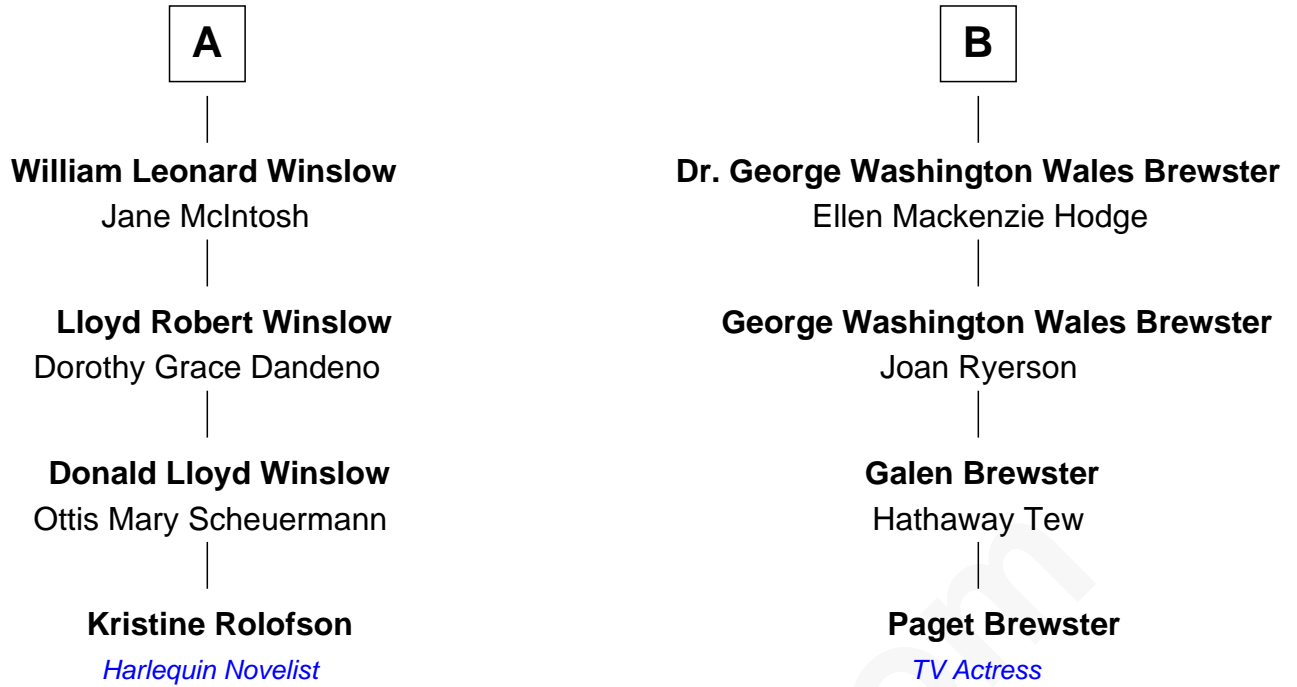 A
William Leonard Winslow
Jane McIntosh
Lloyd Robert Winslow
Dorothy Grace Dandeno
Donald Lloyd Winslow
Ottis Mary Scheuermann
Kristine Rolofson
Harlequin Novelist
B
Dr. George Washington Wales Brewster
Ellen Mackenzie Hodge
George Washington Wales Brewster
Joan Ryerson
Galen Brewster
Hathaway Tew
Paget Brewster
TV Actress
om